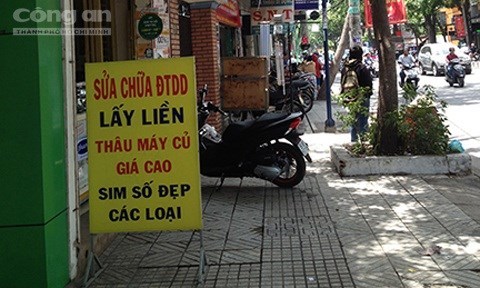 Công an
THÀNH PHỐ HỒ CHÍ MINH
S.N.T
SỬA CHỮA ĐTDD
LẤY LIỀN
THÂU MÁY CỦ
GIÁ CAO
SIM SỐ ĐẸP
CÁC LOẠI